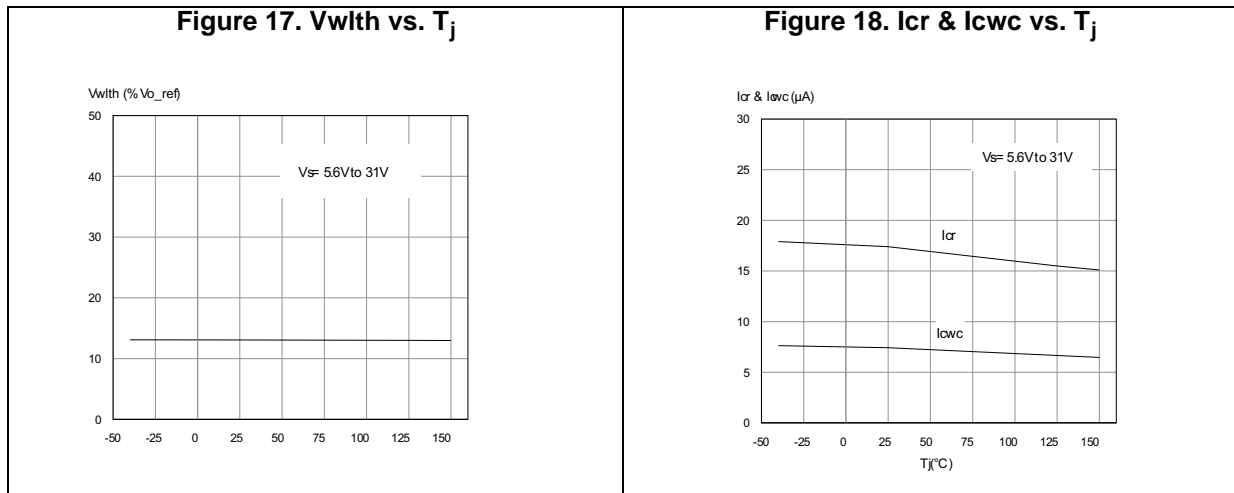 Figure 17. Vwlth vs. Tj
Vwlth (% Vo_ref)
50
40
30
20
10
0
Vs= 5.6V to 31V
-50 -25 0 25 50 75 100 125 150
Figure 18. Icr & Icwc vs. Tj
Icr & Icwc (µA)
30
25
20
15
10
5
0
Vs= 5.6V to 31V
Icr
Icwc
-50 -25 0 25 50 75 100 125 150
Tj(°C)